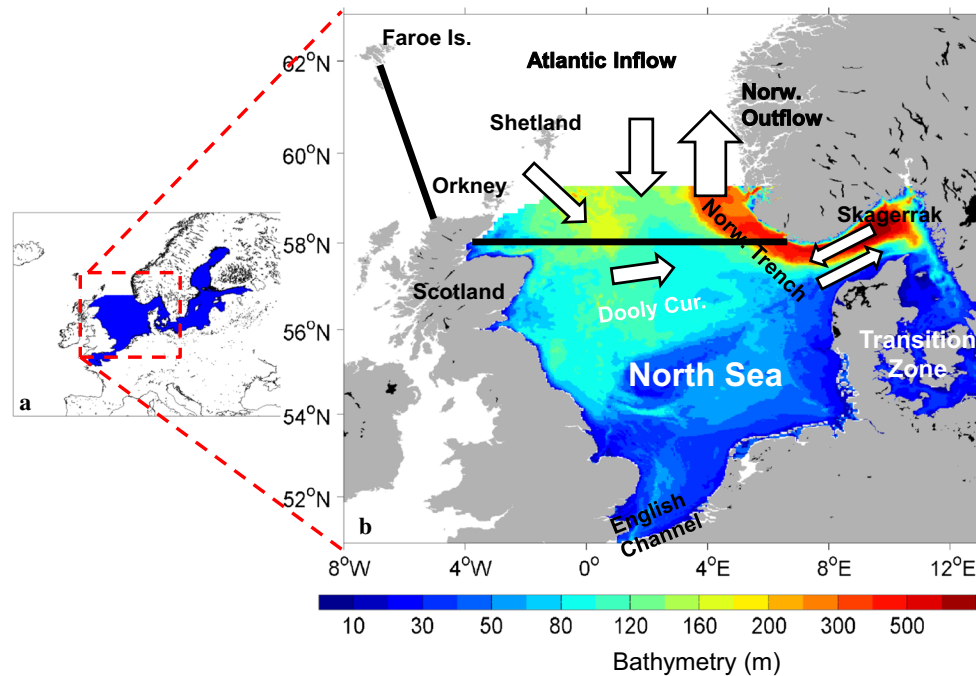 Faroe Is.
62°N
Atlantic Inflow
Norw.
Outflow
Shetland
60°N
Orkney
Skagerrak
58°N
Norw. Trench
Scotland
Dooly Cur.
56°N
Transition
Zone
North Sea
a
54°N
52°N
English
Channel
b
8°W
4°W
0°
4°E
8°E
12°E
10
30
50
80
120
160
200
300
500
Bathymetry (m)